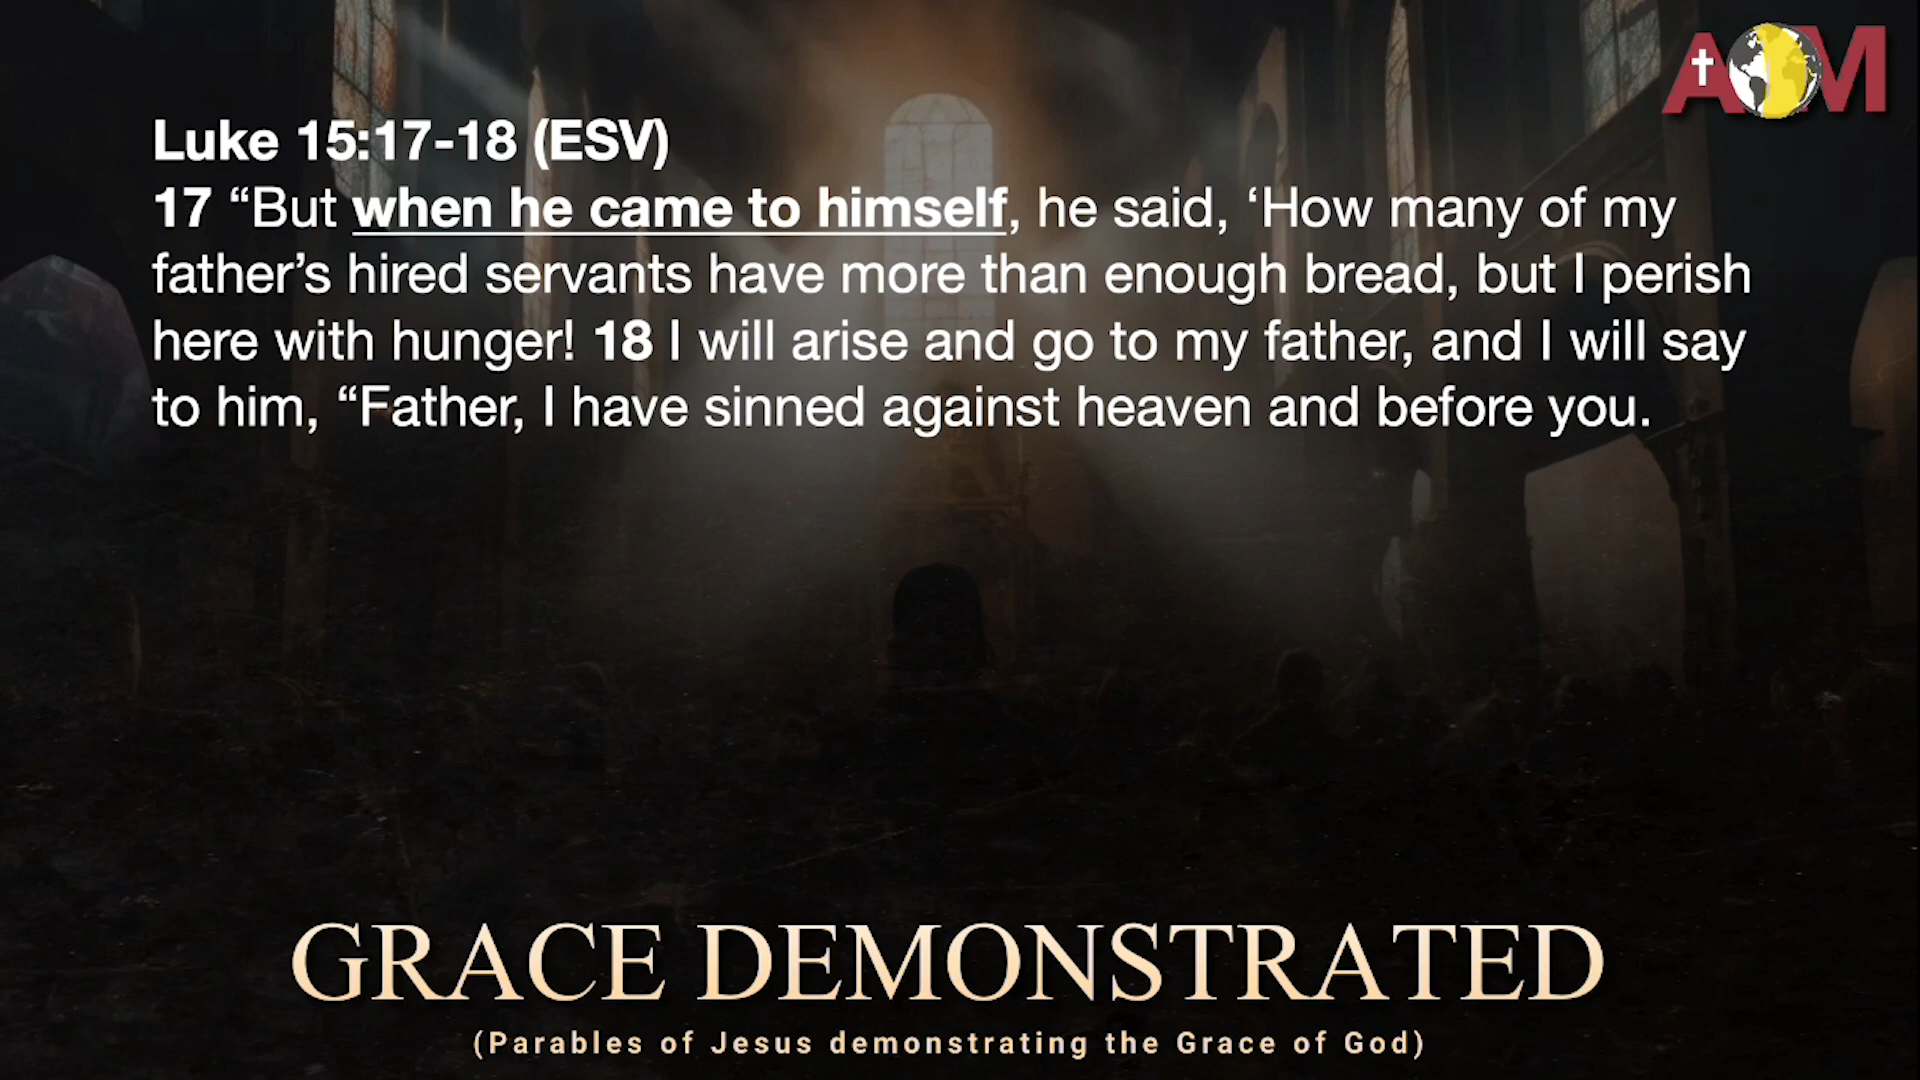 AOM
Luke 15:17-18 (ESV)
17 “But when he came to himself, he said, ‘How many of my
father’s hired servants have more than enough bread, but I perish
here with hunger! 18 I will arise and go to my father, and I will say
to him, “Father, I have sinned against heaven and before you.
GRACE DEMONSTRATED
(Parables of Jesus demonstrating the Grace of God)